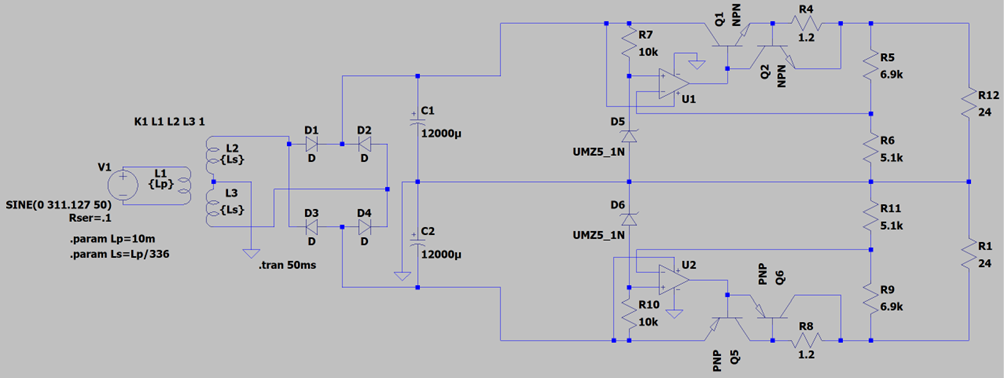 K1 L1 L2 L3 1
V1
SINE(0 311.127 50)
Rser=.1
L1
{Lp}
L2
{Ls}
L3
{Ls}
.param Lp=10m
.param Ls=Lp/336
.tran 50ms
D1
D
D2
D
D3
D
D4
D
C1
12000µ
C2
12000µ
R7
10k
D5
UMZ5_1N
U1
Q1
NPN
Q2
NPN
R4
1.2
R5
6.9k
R6
5.1k
R12
24
D6
UMZ5_1N
R10
10k
U2
PNP
Q5
PNP
Q6
R8
1.2
R11
5.1k
R9
6.9k
R1
24